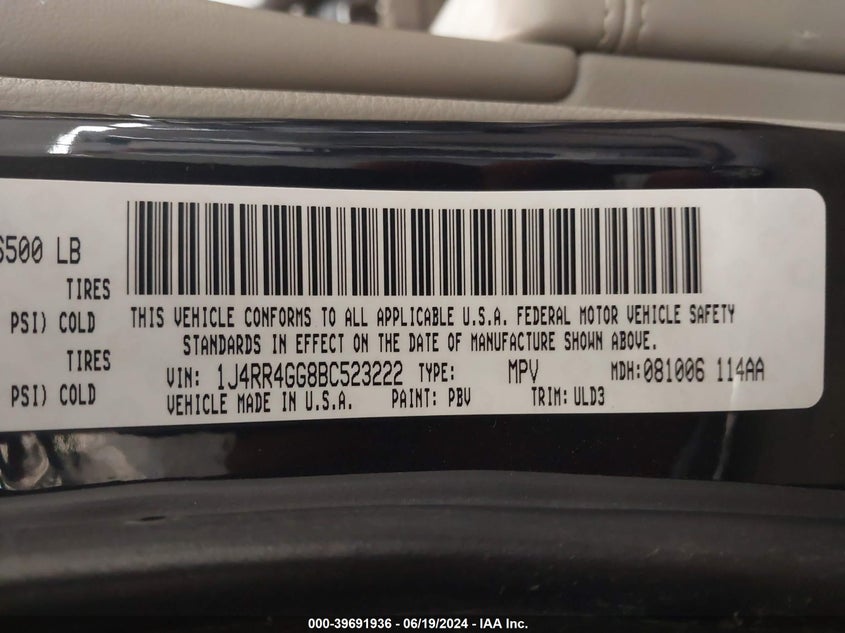 6500 LB
TIRES
PSI) COLD
TIRES
PSI) COLD
THIS VEHICLE CONFORMS TO ALL APPLICABLE U.S.A. FEDERAL MOTOR VEHICLE SAFETY
STANDARDS IN EFFECT ON THE DATE OF MANUFACTURE SHOWN ABOVE.
VIN: 1J4RR4GG8BC523222 TYPE: MPV MDH:081006 114AA
VEHICLE MADE IN U.S.A. PAINT: PBV TRIM:ULD3
000-39691936 - 06/19/2024 - IAA Inc.